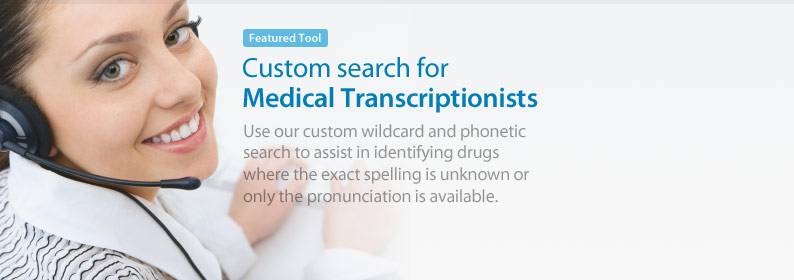 Featured Tool
Custom search for
Medical Transcriptionists
Use our custom wildcard and phonetic
search to assist in identifying drugs
where the exact spelling is unknown or
only the pronunciation is available.